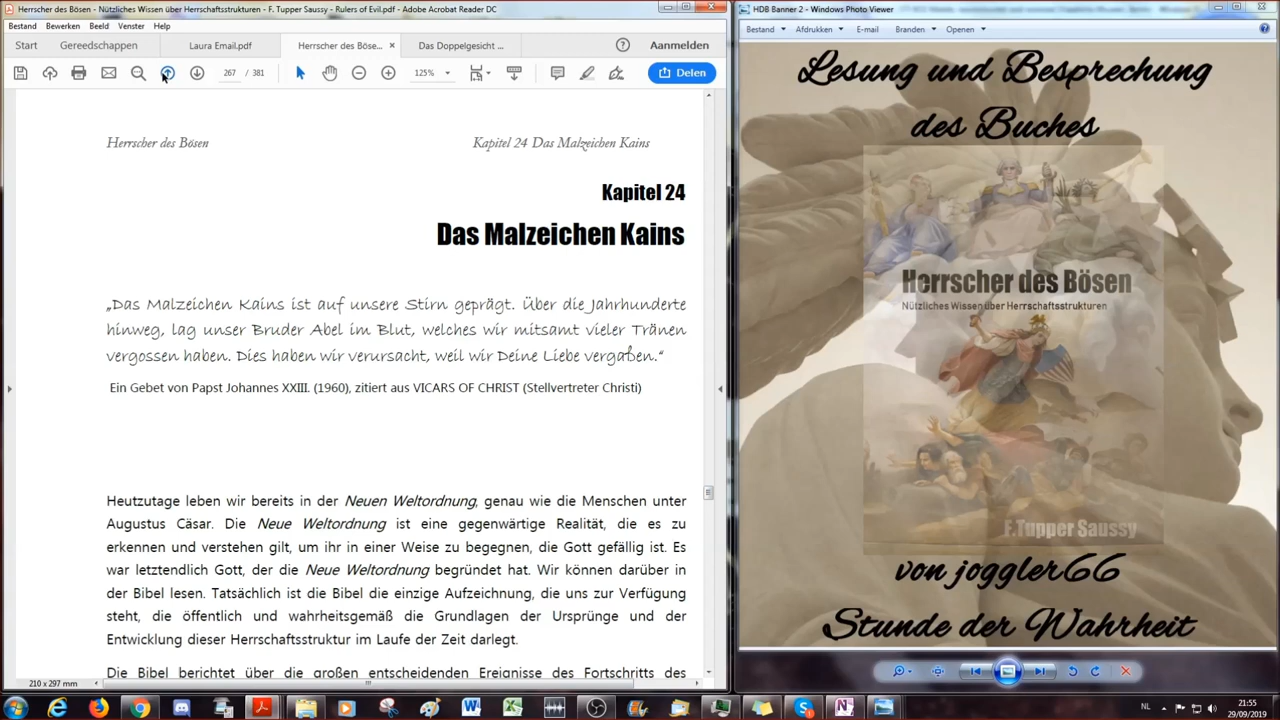 Herrscher des Bösen - Nützliches Wissen über Herrschaftsstrukturen - F. Tupper Saussy - Rulers of Evil.pdf - Adobe Acrobat Reader DC
Bestand Bewerken Beeld Venster Help
Start Gereedschappen Laura Email.pdf Herrscher des Böse... × Das Doppelgesicht ... Aanmelden
267 / 381 125% Delen
Herrscher des Bösen Kapitel 24 Das Malzeichen Kains
Kapitel 24
Das Malzeichen Kains
„Das Malzeichen Kains ist auf unsere Stirn geprägt. Über die Jahrhunderte
hinweg, lag unser Bruder Abel im Blut, welches wir mitsamt vieler Tränen
vergossen haben. Dies haben wir verursacht, weil wir Deine Liebe vergaßen.“
Ein Gebet von Papst Johannes XXIII. (1960), zitiert aus VICARS OF CHRIST (Stellvertreter Christi)
Heutzutage leben wir bereits in der Neuen Weltordnung, genau wie die Menschen unter
Augustus Cäsar. Die Neue Weltordnung ist eine gegenwärtige Realität, die es zu
erkennen und verstehen gilt, um ihr in einer Weise zu begegnen, die Gott gefällig ist. Es
war letztendlich Gott, der die Neue Weltordnung begründet hat. Wir können darüber in
der Bibel lesen. Tatsächlich ist die Bibel die einzige Aufzeichnung, die uns zur Verfügung
steht, die öffentlich und wahrheitsgemäß die Grundlagen der Ursprünge und der
Entwicklung dieser Herrschaftsstruktur im Laufe der Zeit darlegt.
Die Bibel berichtet über die großen entscheidenden Ereignisse des Fortschritts des
210 x 297 mm
HDB Banner 2 - Windows Photo Viewer
Bestand Afdrukken E-mail Branden Openen
Lesung und Besprechung
des Buches
Herrscher des Bösen
Nützliches Wissen über Herrschaftsstrukturen
F.Tupper Saussy
von joggler66
Stunde der Wahrheit
NL 21:55
29/09/2019